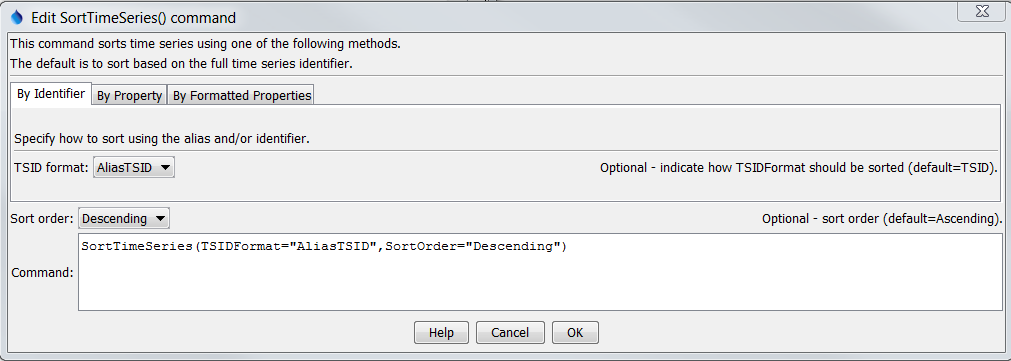 Edit SortTimeSeries() command
This command sorts time series using one of the following methods.
The default is to sort based on the full time series identifier.
By Identifier By Property By Formatted Properties
Specify how to sort using the alias and/or identifier.
TSID format: AliasTSID Optional - indicate how TSIDFormat should be sorted (default=TSID).
Sort order: Descending Optional - sort order (default=Ascending).
SortTimeSeries(TSIDFormat="AliasTSID",SortOrder="Descending")
Command:
Help Cancel OK